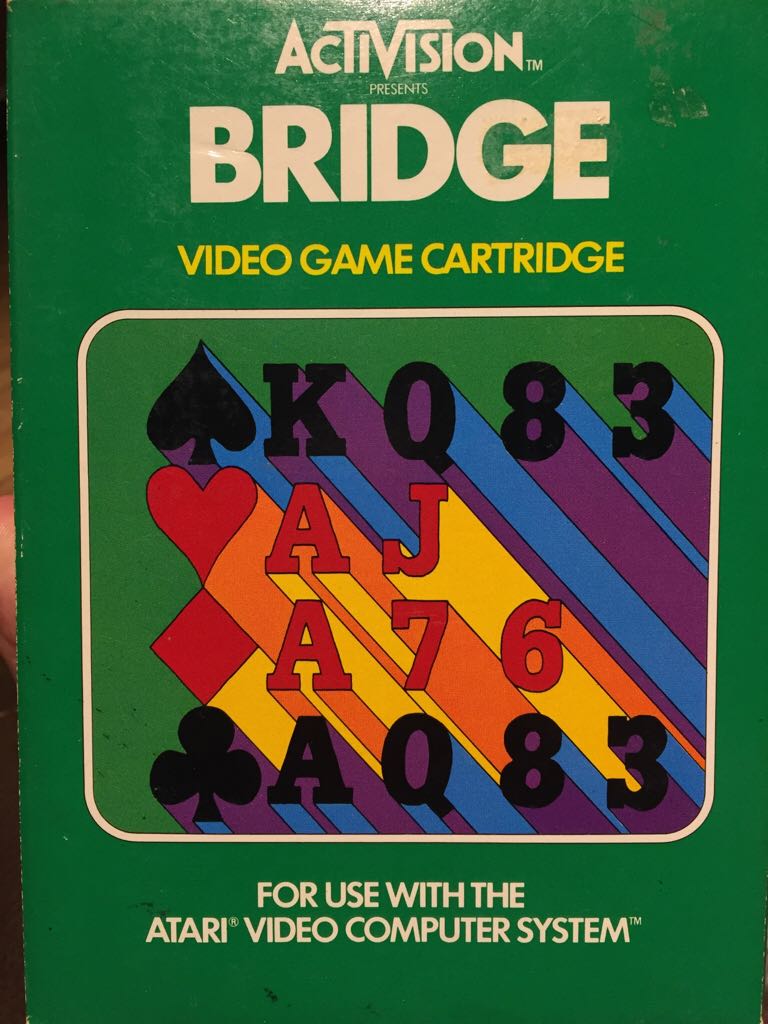 ACTIVISION™
PRESENTS
BRIDGE
VIDEO GAME CARTRIDGE
♠ K Q 8 3
♥ A J
♦ A 7 6
♣ A Q 8 3
FOR USE WITH THE
ATARI® VIDEO COMPUTER SYSTEM™